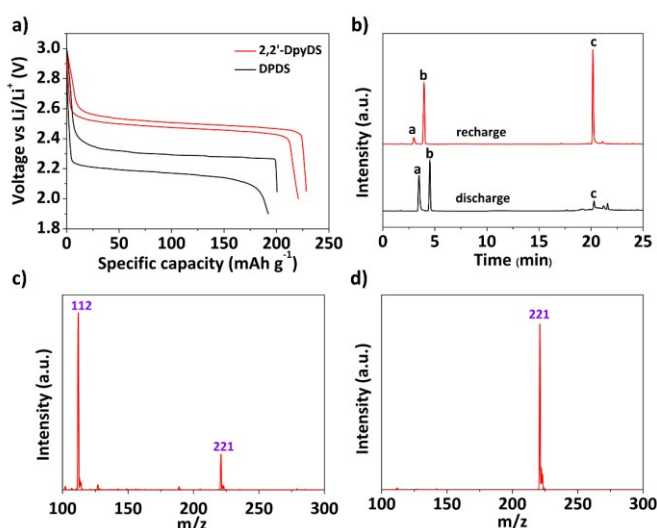 a)
3.0
2.8
2.6
2.4
2.2
2.0
1.8
Voltage vs Li/Li⁺ (V)
2,2'-DpyDS
DPDS
0 50 100 150 200 250
Specific capacity (mAh g⁻¹)
b)
Intensity (a.u.)
a
b
c
recharge
a
b
c
discharge
0 5 10 15 20 25
Time (min)
c)
Intensity (a.u.)
112
221
100 150 200 250 300
m/z
d)
Intensity (a.u.)
221
100 150 200 250 300
m/z